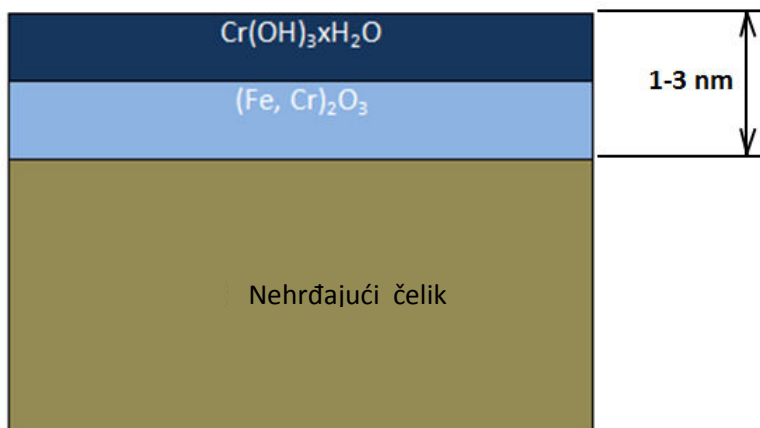 Cr(OH)₃xH₂O
(Fe, Cr)₂O₃
1-3 nm
Nehrđajući čelik